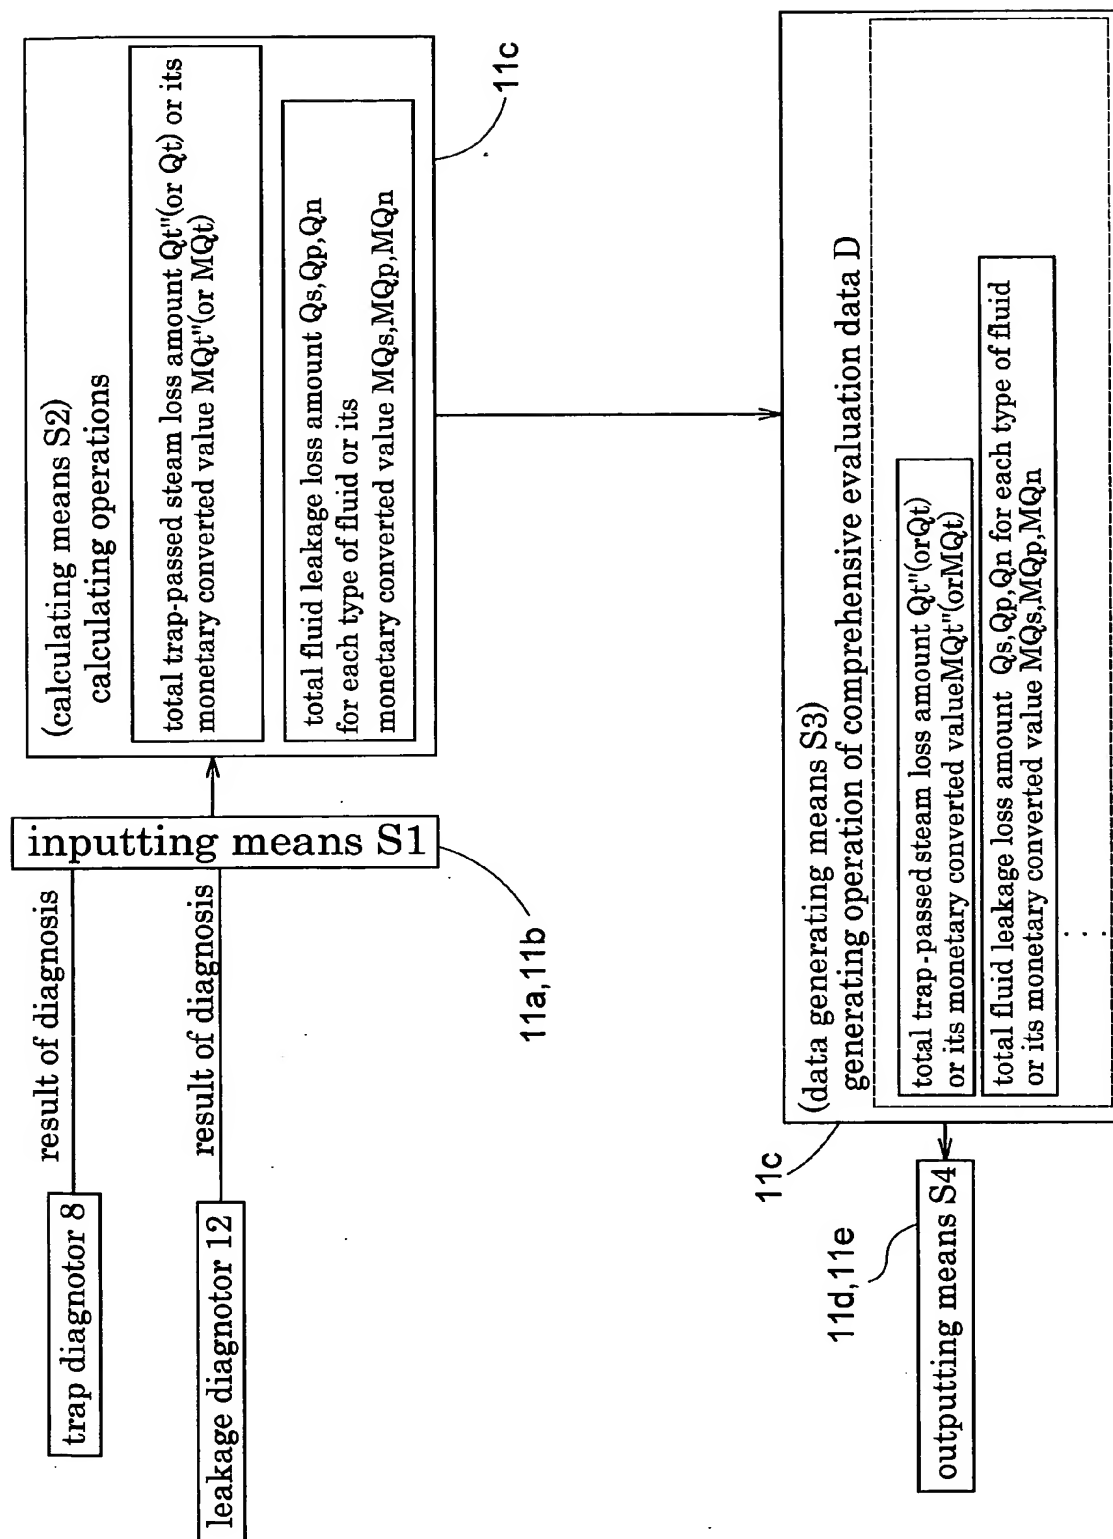 trap diagnotor 8
result of diagnosis
leakage diagnotor 12
result of diagnosis
inputting means S1
11a,11b
(calculating means S2)
calculating operations
total trap-passed steam loss amount Qt"(or Qt) or its
monetary converted value MQt"(or MQt)
total fluid leakage loss amount Qs,Qp,Qn
for each type of fluid or its
monetary converted value MQs,MQp,MQn
11c
(data generating means S3)
generating operation of comprehensive evaluation data D
total trap-passed steam loss amount Qt"(orQt)
or its monetary converted valueMQt"(orMQt)
total fluid leakage loss amount Qs,Qp,Qn for each type of fluid
or its monetary converted value MQs,MQp,MQn
. . .
11c
11d,11e
outputting means S4